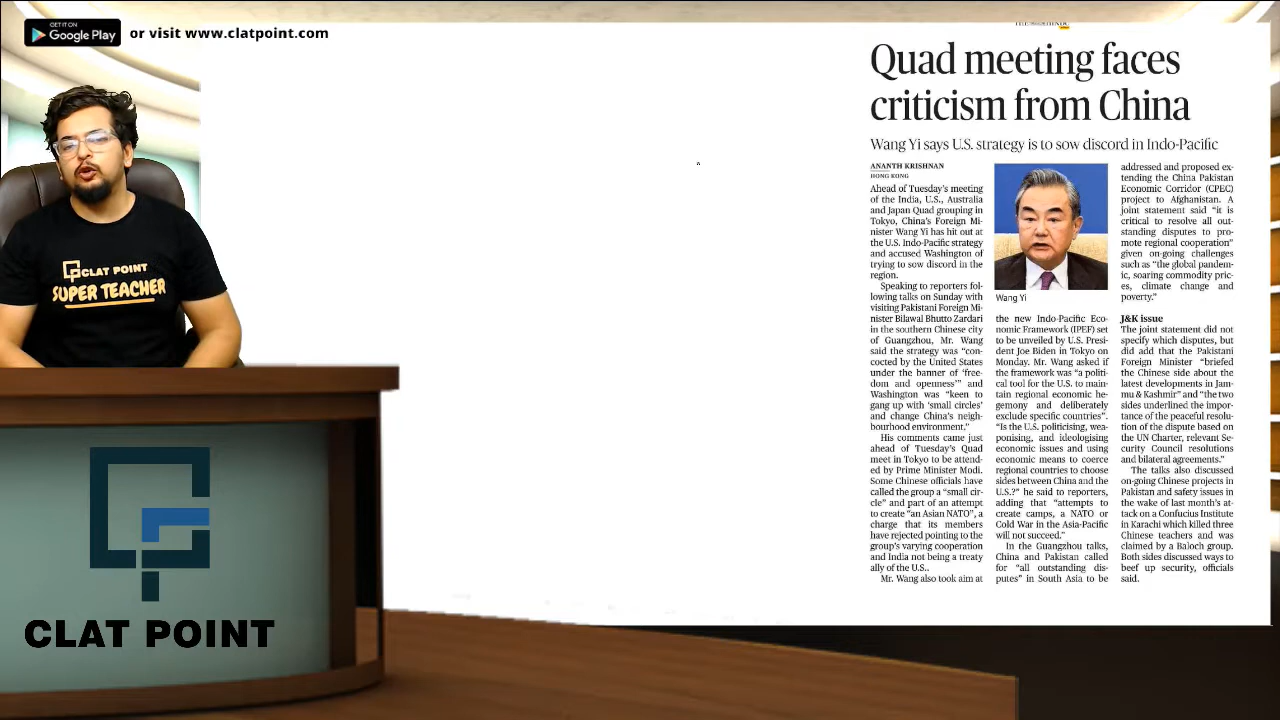 GET IT ON
Google Play
or visit www.clatpoint.com
CLAT POINT
SUPER TEACHER
CLAT POINT
Quad meeting faces
criticism from China
Wang Yi says U.S. strategy is to sow discord in Indo-Pacific
ANANTH KRISHNAN
HONG KONG
Ahead of Tuesday's meeting
of the India, U.S., Australia
and Japan Quad grouping in
Tokyo, China's Foreign Mi-
nister Wang Yi has hit out at
the U.S. Indo-Pacific strategy
and accused Washington of
trying to sow discord in the
region.
Speaking to reporters fol-
lowing talks on Sunday with
visiting Pakistani Foreign Mi-
nister Bilawal Bhutto Zardari
in the southern Chinese city
of Guangzhou, Mr. Wang
said the strategy was “con-
cocted by the United States
under the banner of ‘free-
dom and openness’” and
Washington was “keen to
gang up with ‘small circles’
and change China's neigh-
bourhood environment.”
His comments came just
ahead of Tuesday's Quad
meet in Tokyo to be attend-
ed by Prime Minister Modi.
Some Chinese officials have
called the group a “small cir-
cle” and part of an attempt
to create “an Asian NATO”, a
charge that its members
have rejected pointing to the
group's varying cooperation
and India not being a treaty
ally of the U.S..
Mr. Wang also took aim at
Wang Yi
the new Indo-Pacific Eco-
nomic Framework (IPEF) set
to be unveiled by U.S. Presi-
dent Joe Biden in Tokyo on
Monday. Mr. Wang asked if
the framework was “a politi-
cal tool for the U.S. to main-
tain regional economic he-
gemony and deliberately
exclude specific countries”.
“Is the U.S. politicising, wea-
ponising, and ideologising
economic issues and using
economic means to coerce
regional countries to choose
sides between China and the
U.S.?” he said to reporters,
adding that “attempts to
create camps, a NATO or
Cold War in the Asia-Pacific
will not succeed.”
In the Guangzhou talks,
China and Pakistan called
for “all outstanding dis-
putes” in South Asia to be
addressed and proposed ex-
tending the China Pakistan
Economic Corridor (CPEC)
project to Afghanistan. A
joint statement said “it is
critical to resolve all out-
standing disputes to pro-
mote regional cooperation”
given on-going challenges
such as “the global pandem-
ic, soaring commodity pric-
es, climate change and
poverty.”
J&K issue
The joint statement did not
specify which disputes, but
did add that the Pakistani
Foreign Minister “briefed
the Chinese side about the
latest developments in Jam-
mu & Kashmir” and “the two
sides underlined the impor-
tance of the peaceful resolu-
tion of the dispute based on
the UN Charter, relevant Se-
curity Council resolutions
and bilateral agreements.”
The talks also discussed
on-going Chinese projects in
Pakistan and safety issues in
the wake of last month's at-
tack on a Confucius Institute
in Karachi which killed three
Chinese teachers and was
claimed by a Baloch group.
Both sides discussed ways to
beef up security, officials
said.